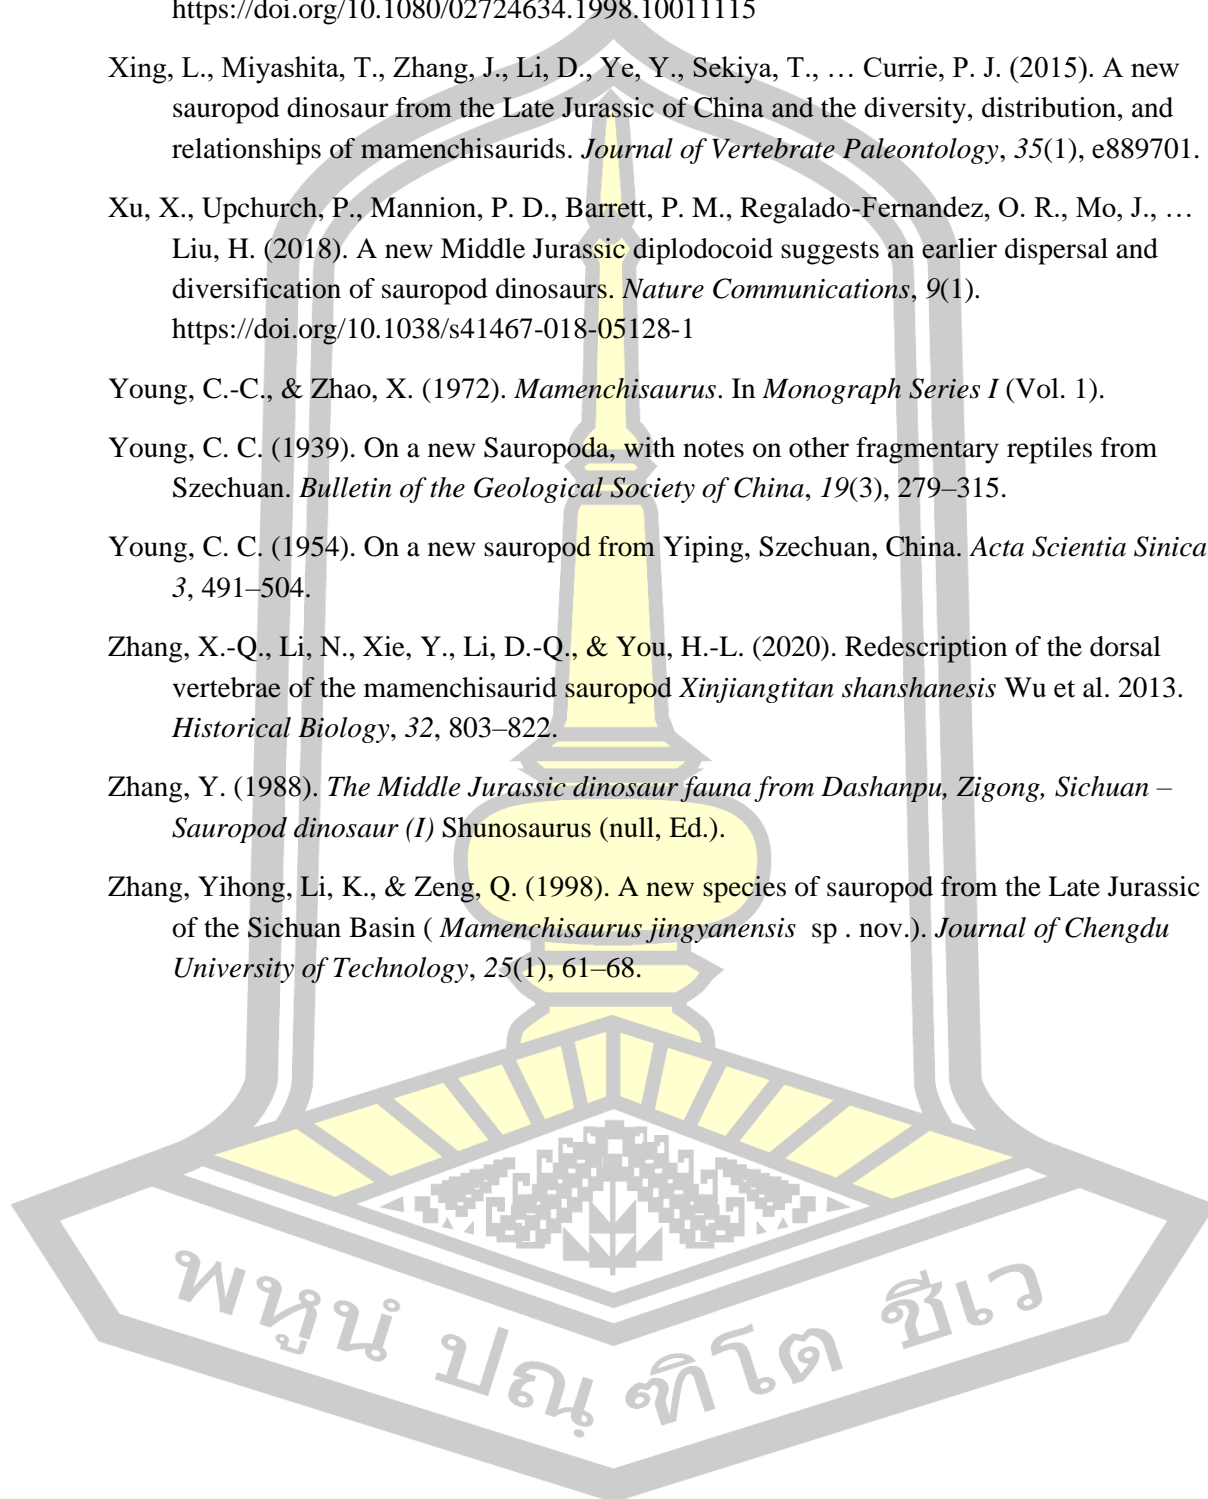 https://doi.org/10.1080/02724634.1998.10011115
Xing, L., Miyashita, T., Zhang, J., Li, D., Ye, Y., Sekiya, T., … Currie, P. J. (2015). A new
sauropod dinosaur from the Late Jurassic of China and the diversity, distribution, and
relationships of mamenchisaurids. Journal of Vertebrate Paleontology, 35(1), e889701.
Xu, X., Upchurch, P., Mannion, P. D., Barrett, P. M., Regalado-Fernandez, O. R., Mo, J., …
Liu, H. (2018). A new Middle Jurassic diplodocoid suggests an earlier dispersal and
diversification of sauropod dinosaurs. Nature Communications, 9(1).
https://doi.org/10.1038/s41467-018-05128-1
Young, C.-C., & Zhao, X. (1972). Mamenchisaurus. In Monograph Series I (Vol. 1).
Young, C. C. (1939). On a new Sauropoda, with notes on other fragmentary reptiles from
Szechuan. Bulletin of the Geological Society of China, 19(3), 279–315.
Young, C. C. (1954). On a new sauropod from Yiping, Szechuan, China. Acta Scientia Sinica
3, 491–504.
Zhang, X.-Q., Li, N., Xie, Y., Li, D.-Q., & You, H.-L. (2020). Redescription of the dorsal
vertebrae of the mamenchisaurid sauropod Xinjiangtitan shanshanesis Wu et al. 2013.
Historical Biology, 32, 803–822.
Zhang, Y. (1988). The Middle Jurassic dinosaur fauna from Dashanpu, Zigong, Sichuan –
Sauropod dinosaur (I) Shunosaurus (null, Ed.).
Zhang, Yihong, Li, K., & Zeng, Q. (1998). A new species of sauropod from the Late Jurassic
of the Sichuan Basin ( Mamenchisaurus jingyanensis  sp . nov.). Journal of Chengdu
University of Technology, 25(1), 61–68.
พหูนํ ปณฺฑิโต ชีเว